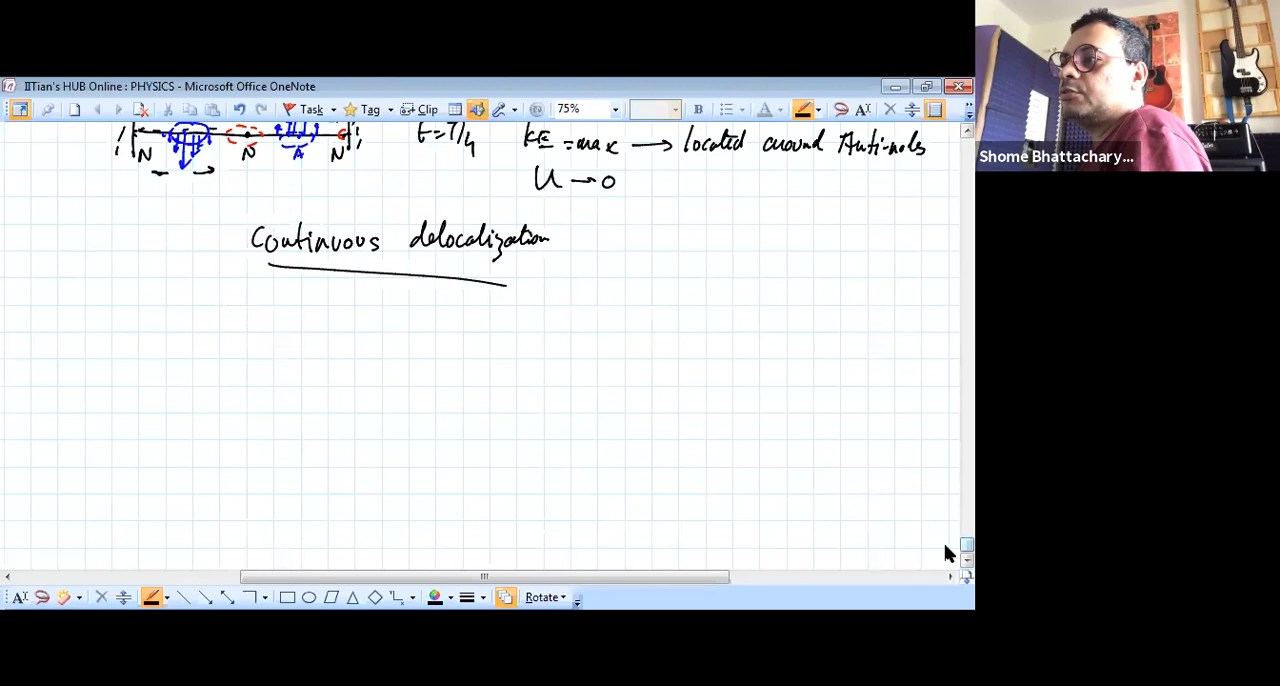 IITian's HUB Online : PHYSICS - Microsoft Office OneNote
Task Tag Clip 75% B
N N A N t=T/4 KE = max → located around Anti-nodes
U → 0
Continuous delocalization
Shome Bhattachary...
Rotate